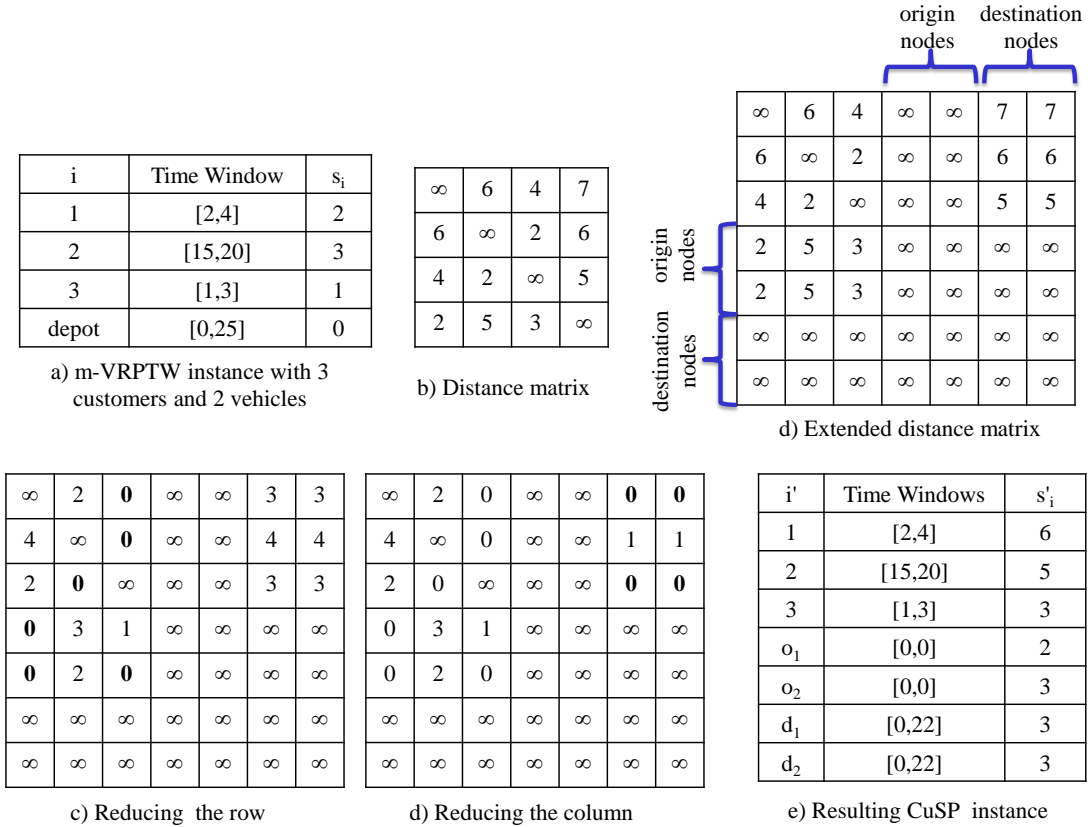 origin nodes
destination nodes
i Time Window sᵢ
1 [2,4] 2
2 [15,20] 3
3 [1,3] 1
depot [0,25] 0
a) m-VRPTW instance with 3
customers and 2 vehicles
∞ 6 4 7
6 ∞ 2 6
4 2 ∞ 5
2 5 3 ∞
b) Distance matrix
∞ 6 4 ∞ ∞ 7 7
6 ∞ 2 ∞ ∞ 6 6
4 2 ∞ ∞ ∞ 5 5
2 5 3 ∞ ∞ ∞ ∞
2 5 3 ∞ ∞ ∞ ∞
∞ ∞ ∞ ∞ ∞ ∞ ∞
∞ ∞ ∞ ∞ ∞ ∞ ∞
origin nodes
destination nodes
d) Extended distance matrix
∞ 2 0 ∞ ∞ 3 3
4 ∞ 0 ∞ ∞ 4 4
2 0 ∞ ∞ ∞ 3 3
0 3 1 ∞ ∞ ∞ ∞
0 2 0 ∞ ∞ ∞ ∞
∞ ∞ ∞ ∞ ∞ ∞ ∞
∞ ∞ ∞ ∞ ∞ ∞ ∞
c) Reducing the row
∞ 2 0 ∞ ∞ 0 0
4 ∞ 0 ∞ ∞ 1 1
2 0 ∞ ∞ ∞ 0 0
0 3 1 ∞ ∞ ∞ ∞
0 2 0 ∞ ∞ ∞ ∞
∞ ∞ ∞ ∞ ∞ ∞ ∞
∞ ∞ ∞ ∞ ∞ ∞ ∞
d) Reducing the column
i' Time Windows s'ᵢ
1 [2,4] 6
2 [15,20] 5
3 [1,3] 3
o₁ [0,0] 2
o₂ [0,0] 3
d₁ [0,22] 3
d₂ [0,22] 3
e) Resulting CuSP instance